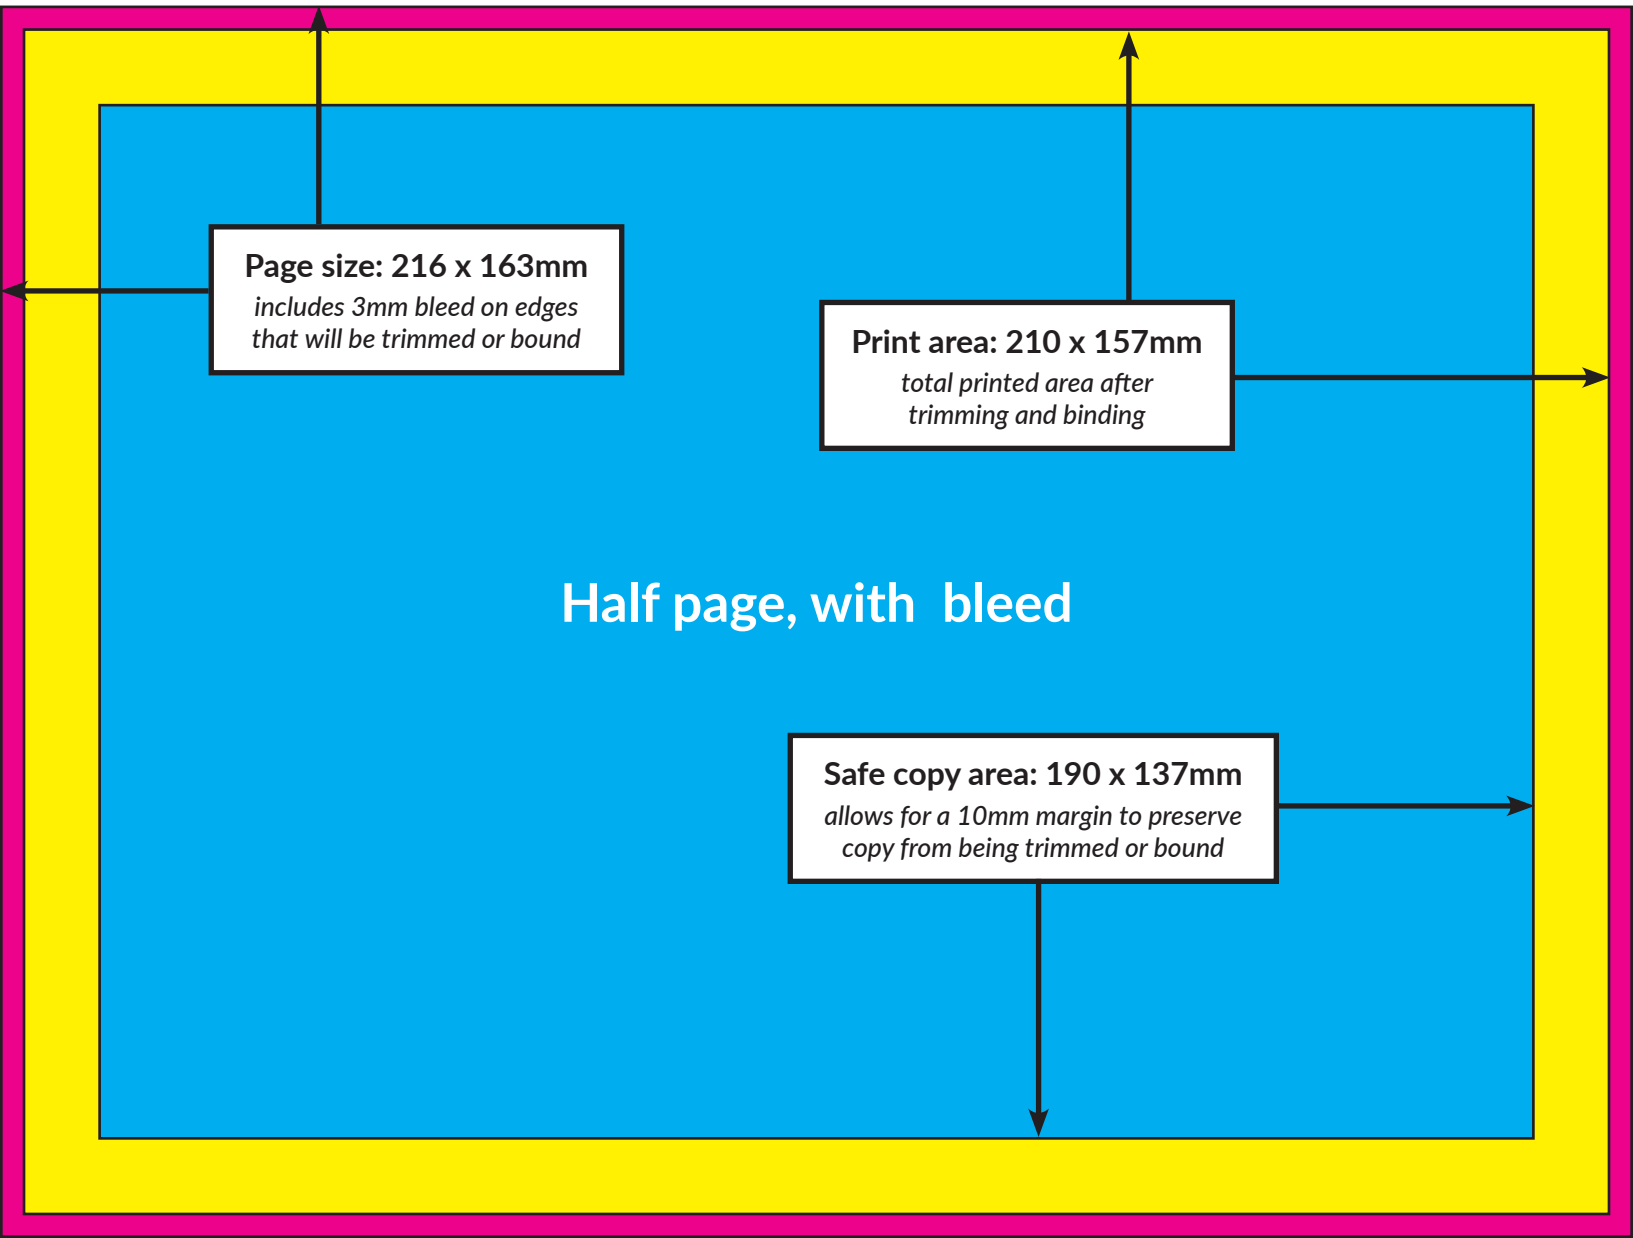 Page size: 216 x 163mm
includes 3mm bleed on edges
that will be trimmed or bound
Print area: 210 x 157mm
total printed area after
trimming and binding
Half page, with  bleed
Safe copy area: 190 x 137mm
allows for a 10mm margin to preserve
copy from being trimmed or bound